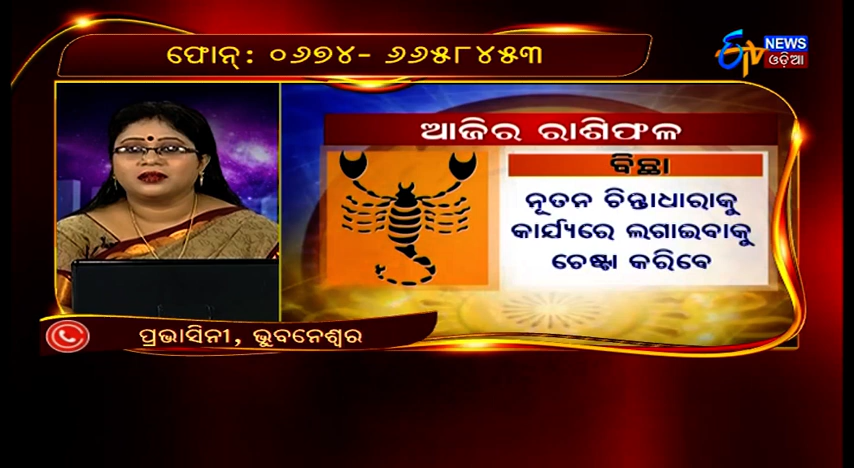 ଫୋନ୍: ୦୬୭୪- ୬୬୫୮୪୫୩
ETV NEWS
ଓଡ଼ିଆ
ଆଜିର ରାଶିଫଳ
ବିଛା
ନୂତନ ଚିନ୍ତାଧାରାକୁ
କାର୍ଯ୍ୟରେ ଲଗାଇବାକୁ
ଚେଷ୍ଟା କରିବେ
ପ୍ରଭାସିନୀ, ଭୁବନେଶ୍ୱର